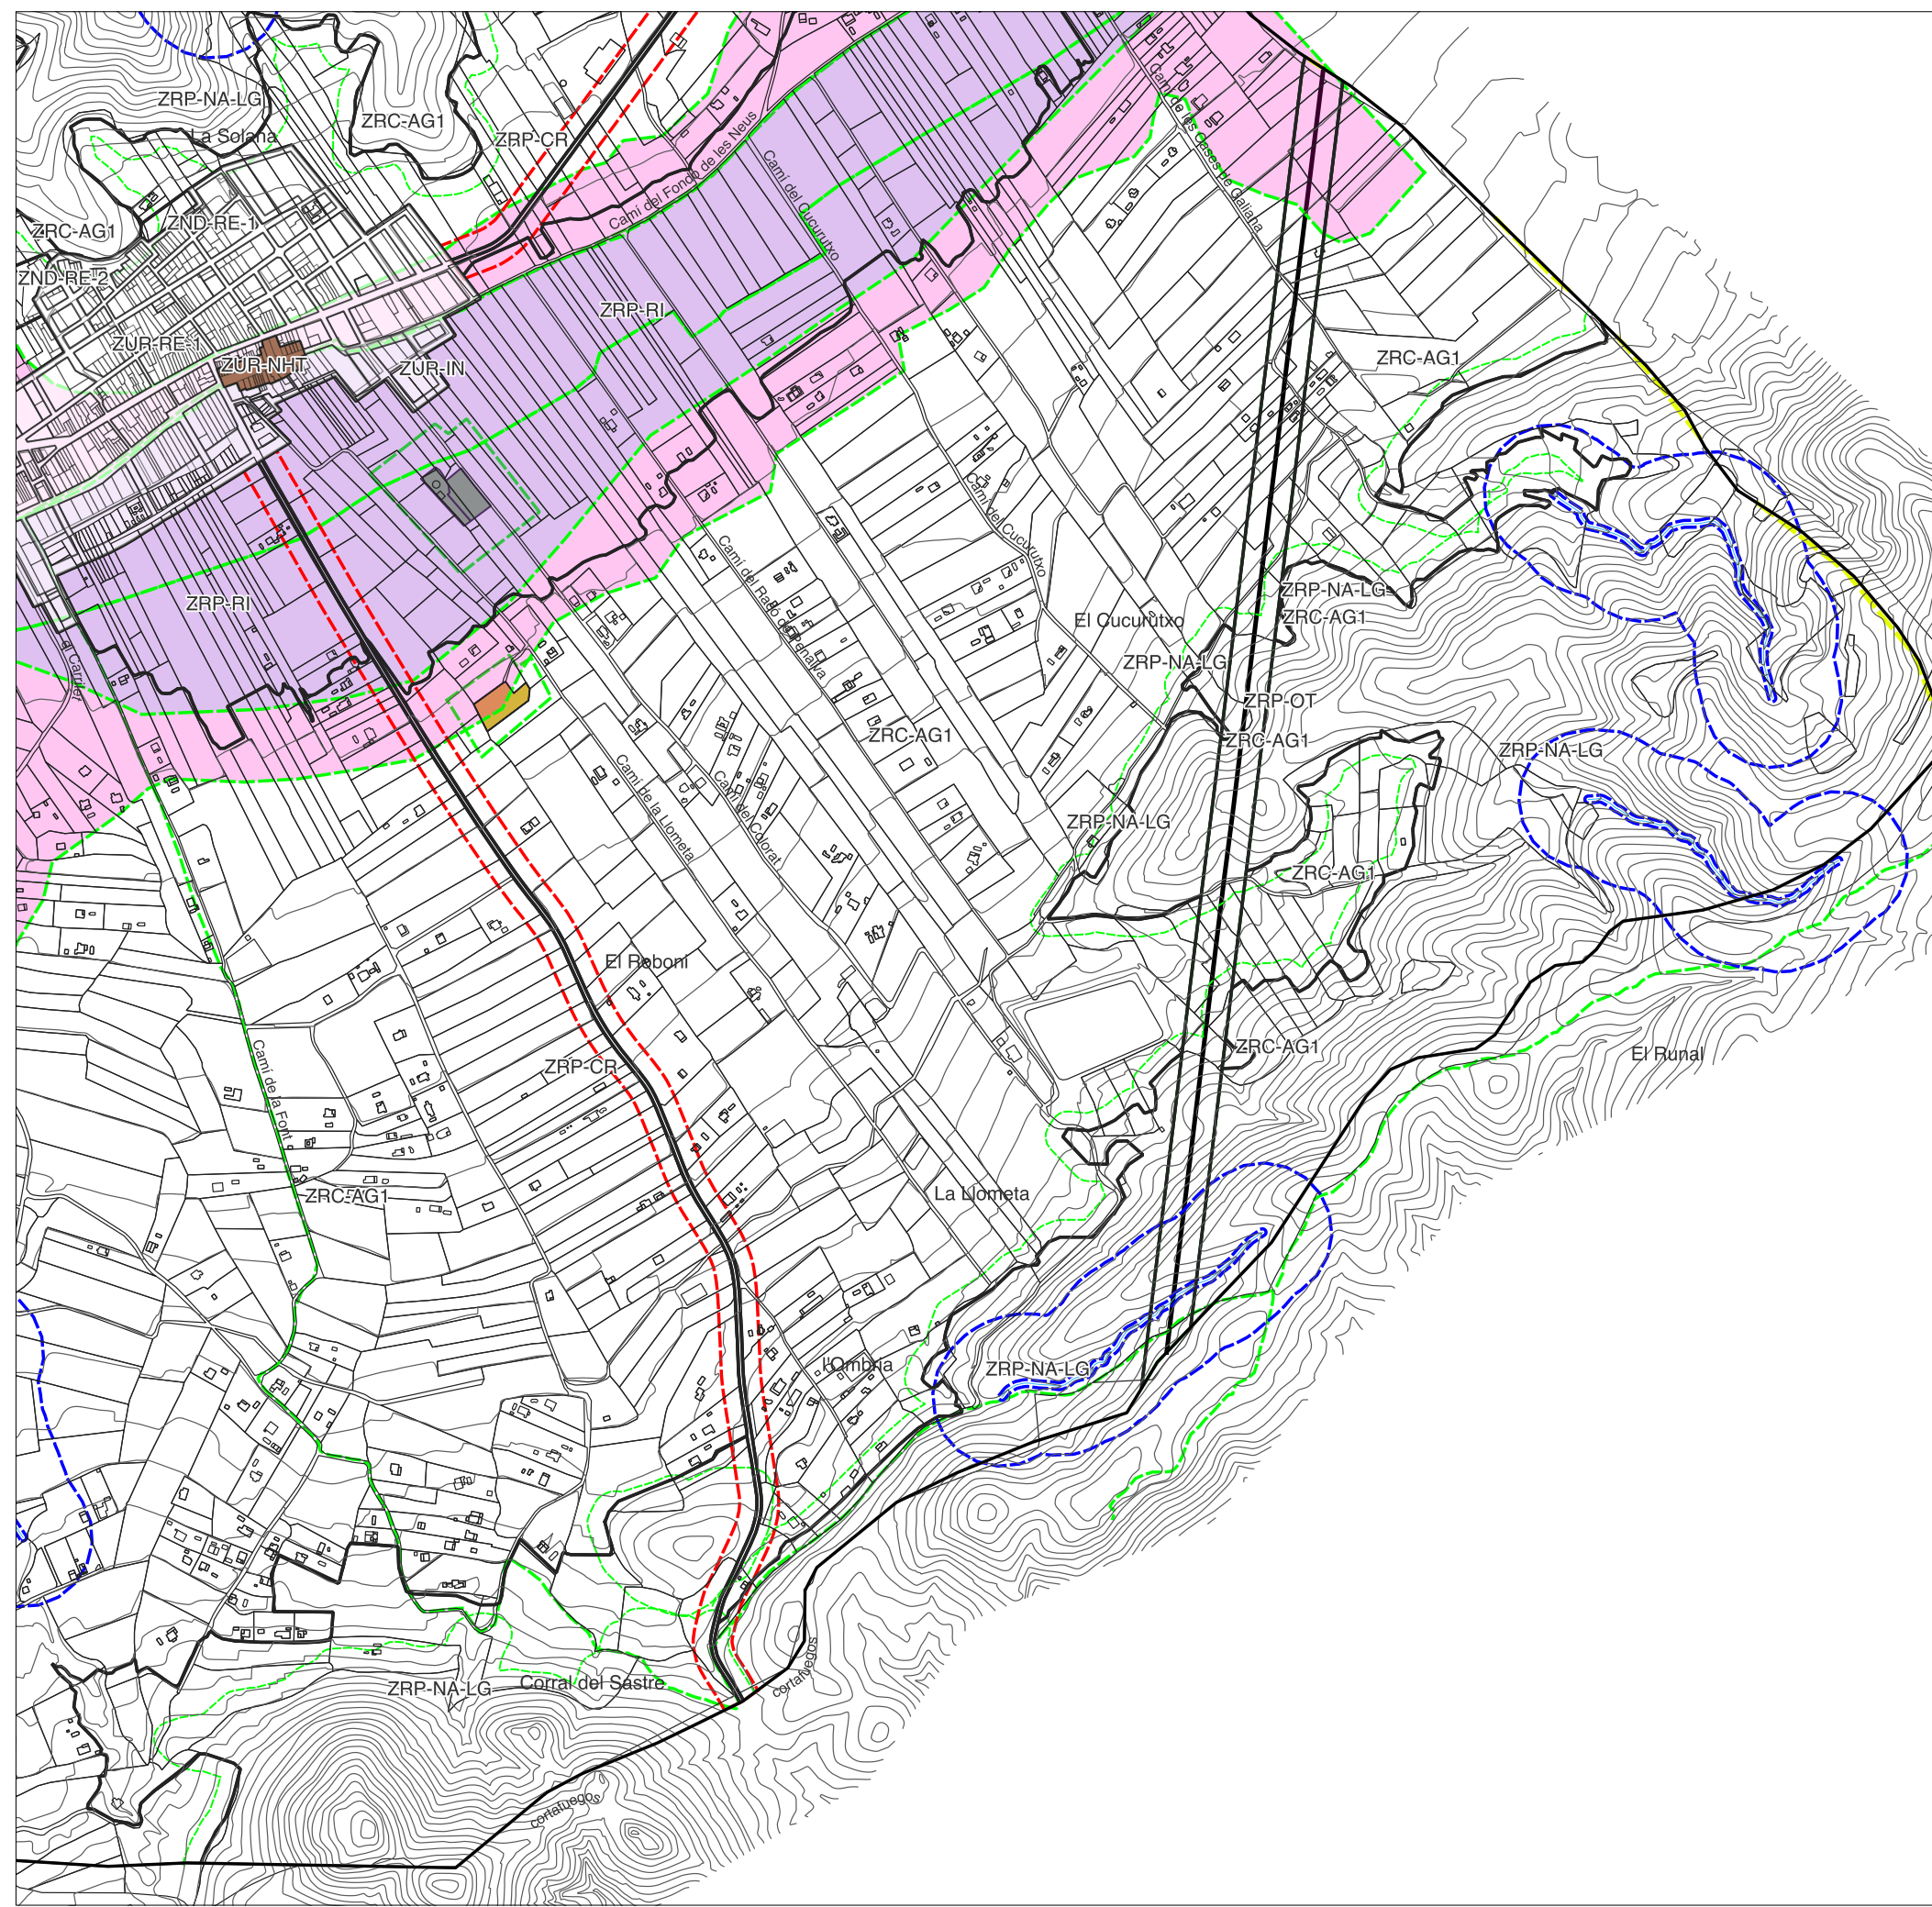 ZRP-NA-LG
La Solana
ZRC-AG1
ZRP-CR
Camí del Fondo de les Neus
Camí del Cucurutxo
Camí de les Cases de Galiana
ZRC-AG1
ZND-RE-1
ZND-RE-2
ZRP-RI
ZUR-RE-1
ZUR-NHT
ZUR-IN
ZRC-AG1
Camí del Cucurutxo
Camí del Racó de Penalva
ZRP-RI
Carrer
ZRP-NA-LG
ZRC-AG1
El Cucurutxo
ZRP-NA-LG
ZRP-OT
ZRC-AG1
ZRC-AG1
ZRP-NA-LG
Camí de la Llometa
Camí del Colorat
ZRP-NA-LG
ZRC-AG1
El Roboni
Camí de la Font
ZRP-CR
ZRC-AG1
El Runal
ZRC-AG1
La Llometa
l'Ombria
ZRP-NA-LG
cortafuegos
Corral del Sastre
ZRP-NA-LG
cortafuegos